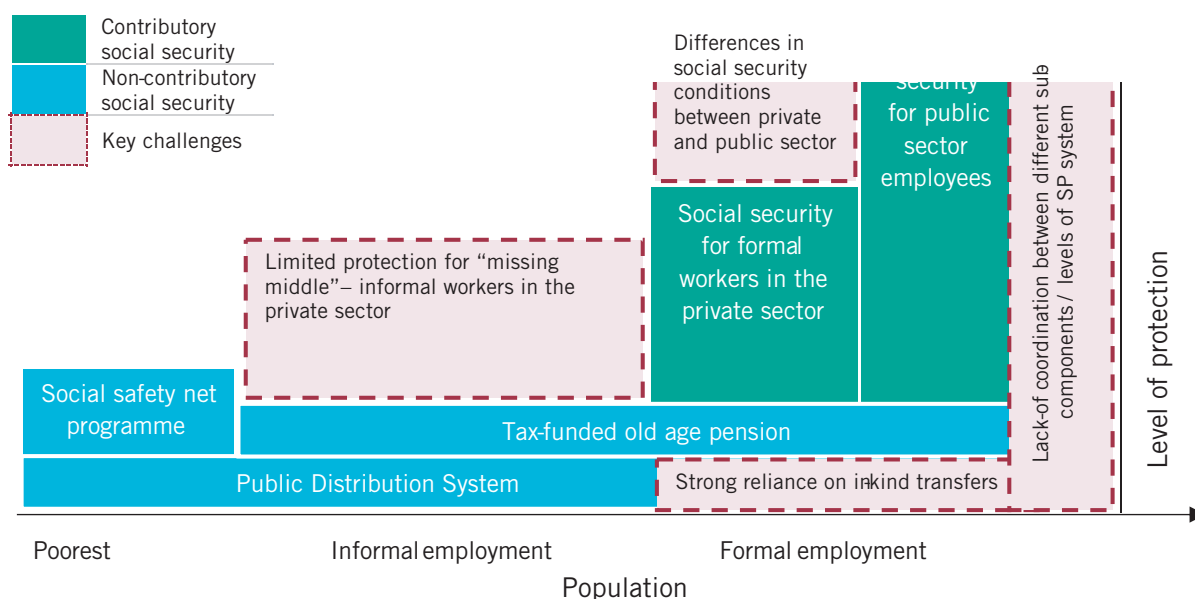 Contributory
social security
Non-contributory
social security
Key challenges
Differences in
social security
conditions
between private
and public sector
security
for public
sector
employees
Social security
for formal
workers in the
private sector
Limited protection for “missing
middle”– informal workers in the
private sector
Social safety net
programme
Tax-funded old age pension
Public Distribution System
Strong reliance on in-kind transfers
Lack-of coordination between different sub
components / levels of SP system
Level of protection
Poorest
Informal employment
Formal employment
Population